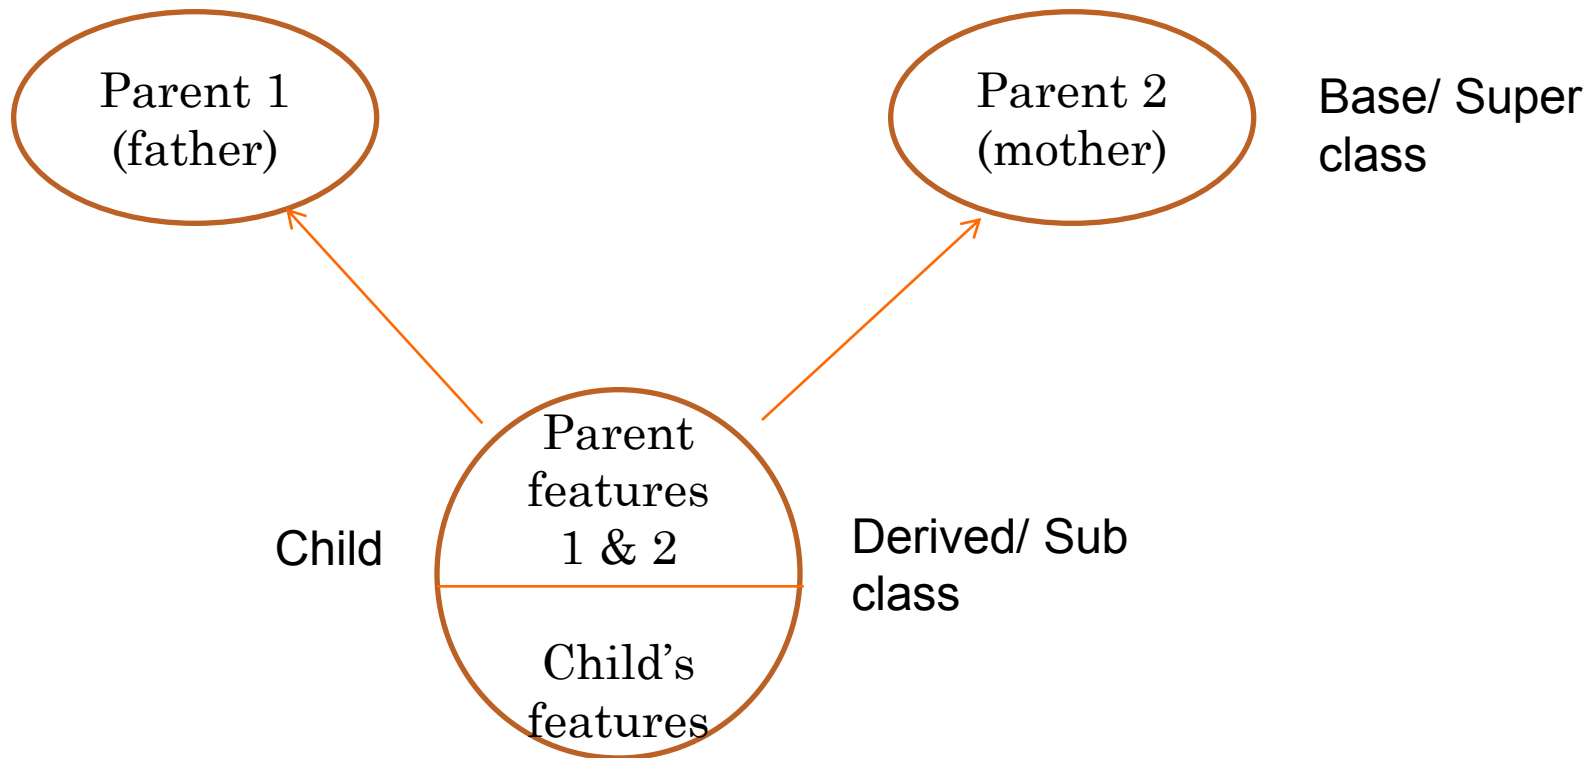 Parent 1
(father)
Parent 2
(mother)
Base/ Super
class
Child
Parent
features
1 & 2
Child’s
features
Derived/ Sub
class